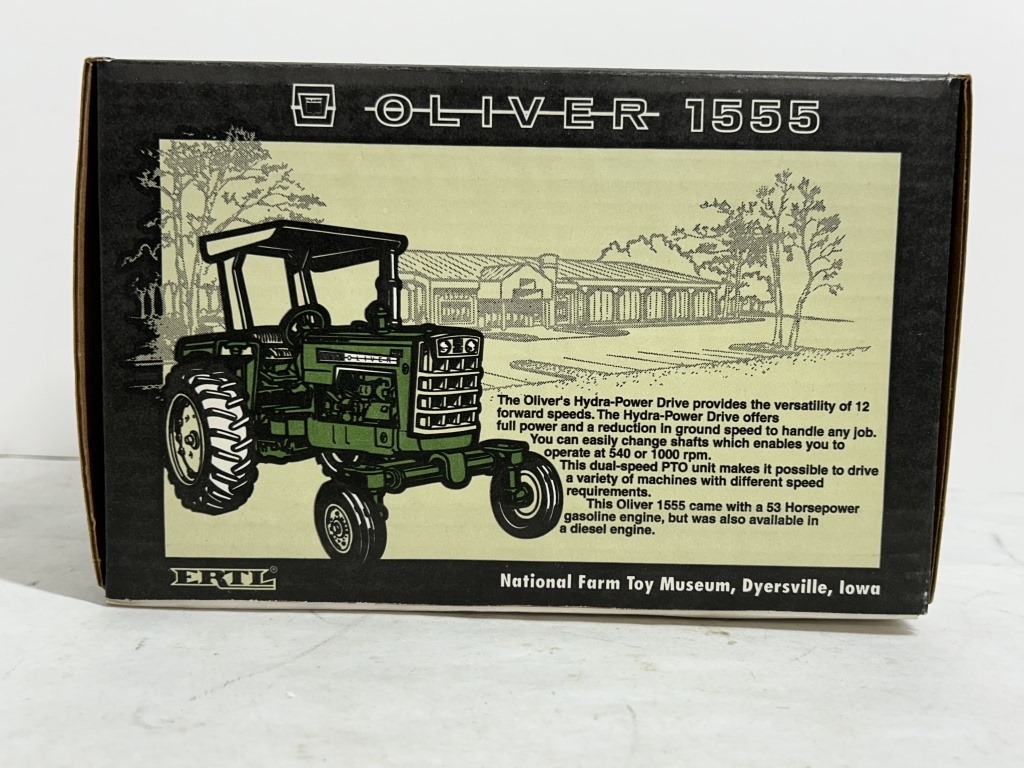 OLIVER 1555
OLIVER
The Oliver's Hydra-Power Drive provides the versatility of 12
forward speeds. The Hydra-Power Drive offers
full power and a reduction in ground speed to handle any job.
You can easily change shafts which enables you to
operate at 540 or 1000 rpm.
This dual-speed PTO unit makes it possible to drive
a variety of machines with different speed
requirements.
This Oliver 1555 came with a 53 Horsepower
gasoline engine, but was also available in
a diesel engine.
ERTL
National Farm Toy Museum, Dyersville, Iowa